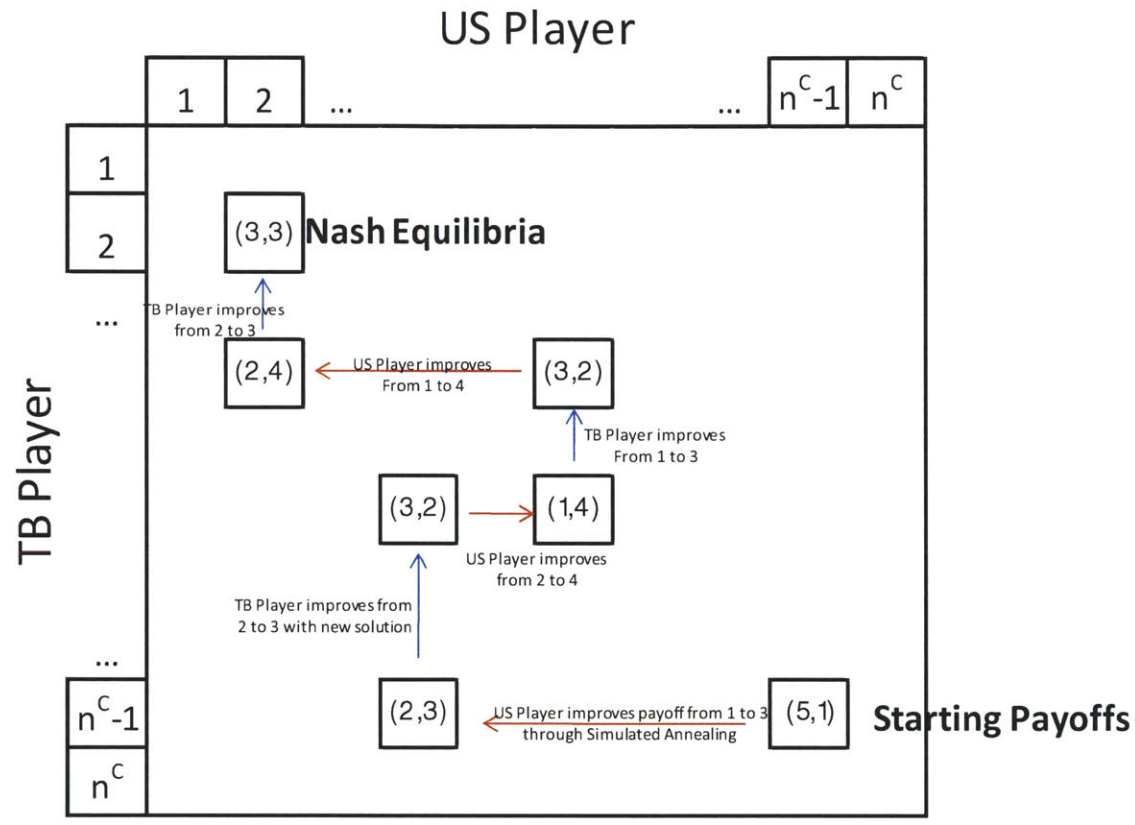 US Player
1 2 ... ... n^C-1 n^C
1
2
(3,3) Nash Equilibria
...
TB Player improves
from 2 to 3
(2,4)
US Player improves
From 1 to 4
(3,2)
TB Player improves
From 1 to 3
TB Player
(3,2)
(1,4)
US Player improves
from 2 to 4
TB Player improves from
2 to 3 with new solution
...
n^C-1
(2,3)
US Player improves payoff from 1 to 3
through Simulated Annealing
(5,1)
Starting Payoffs
n^C